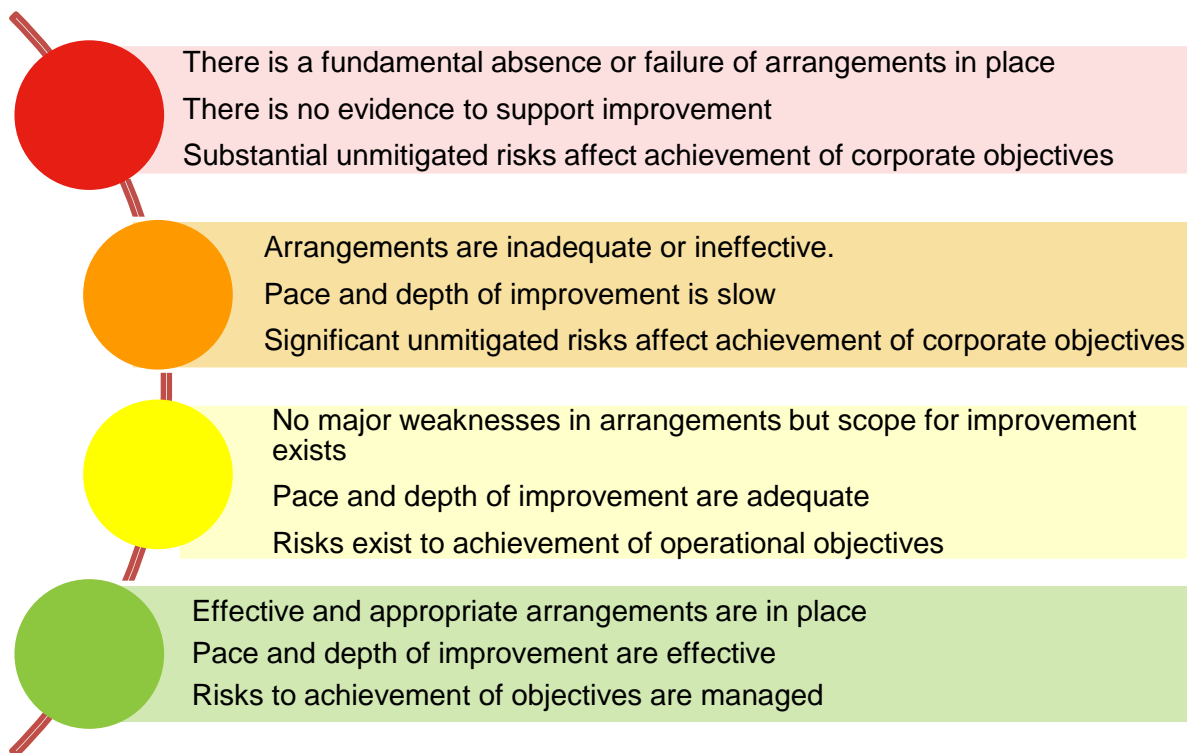 There is a fundamental absence or failure of arrangements in place
There is no evidence to support improvement
Substantial unmitigated risks affect achievement of corporate objectives
Arrangements are inadequate or ineffective.
Pace and depth of improvement is slow
Significant unmitigated risks affect achievement of corporate objectives
No major weaknesses in arrangements but scope for improvement
exists
Pace and depth of improvement are adequate
Risks exist to achievement of operational objectives
Effective and appropriate arrangements are in place
Pace and depth of improvement are effective
Risks to achievement of objectives are managed